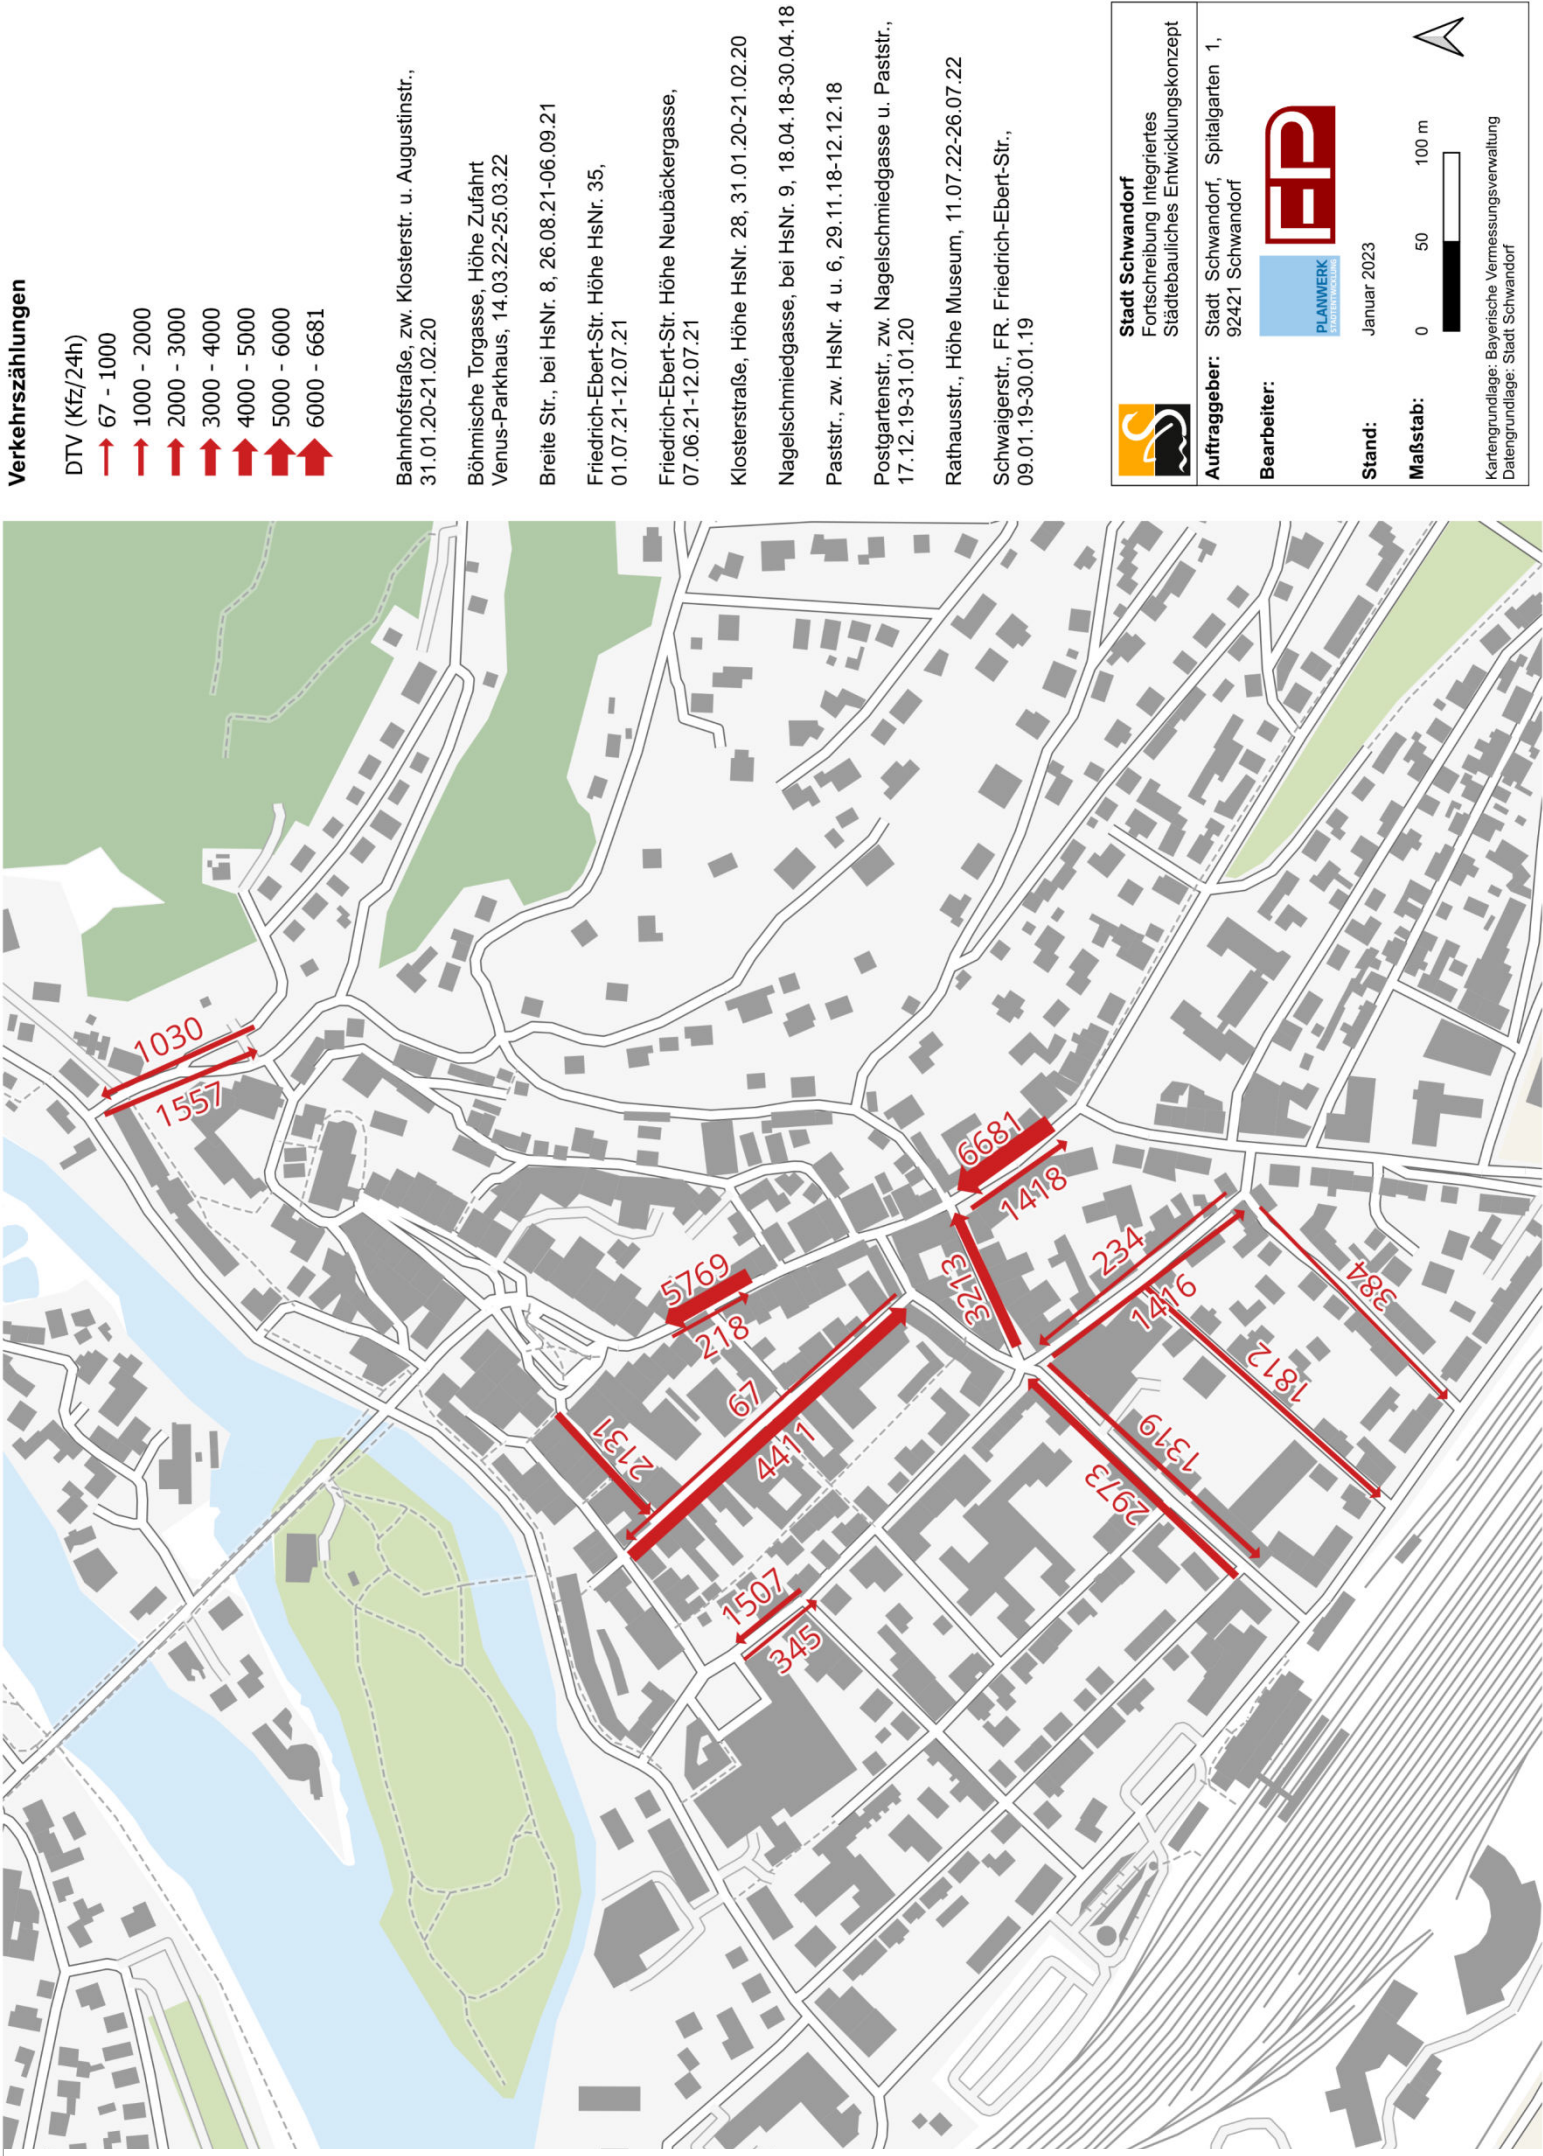 Verkehrszählungen
DTV (Kfz/24h)
67 - 1000
1000 - 2000
2000 - 3000
3000 - 4000
4000 - 5000
5000 - 6000
6000 - 6681
Bahnhofstraße, zw. Klosterstr. u. Augustinstr.,
31.01.20-21.02.20
Böhmische Torgasse, Höhe Zufahrt
Venus-Parkhaus, 14.03.22-25.03.22
Breite Str., bei HsNr. 8, 26.08.21-06.09.21
Friedrich-Ebert-Str. Höhe HsNr. 35,
01.07.21-12.07.21
Friedrich-Ebert-Str. Höhe Neubäckergasse,
07.06.21-12.07.21
Klosterstraße, Höhe HsNr. 28, 31.01.20-21.02.20
Nagelschmiedgasse, bei HsNr. 9, 18.04.18-30.04.18
Paststr., zw. HsNr. 4 u. 6, 29.11.18-12.12.18
Postgartenstr., zw. Nagelschmiedgasse u. Paststr.,
17.12.19-31.01.20
Rathausstr., Höhe Museum, 11.07.22-26.07.22
Schwaigerstr., FR. Friedrich-Ebert-Str.,
09.01.19-30.01.19
Stadt Schwandorf
Fortschreibung Integriertes
Städtebauliches Entwicklungskonzept
Auftraggeber: Stadt Schwandorf, Spitalgarten 1,
92421 Schwandorf
Bearbeiter:
PLANWERK
STADTENTWICKLUNG
EP
Stand: Januar 2023
Maßstab: 0 50 100 m
Kartengrundlage: Bayerische Vermessungsverwaltung
Datengrundlage: Stadt Schwandorf
1030
1557
6681
1418
5769
218
3213
234
1416
384
67
4411
2131
1812
1319
2973
1507
345